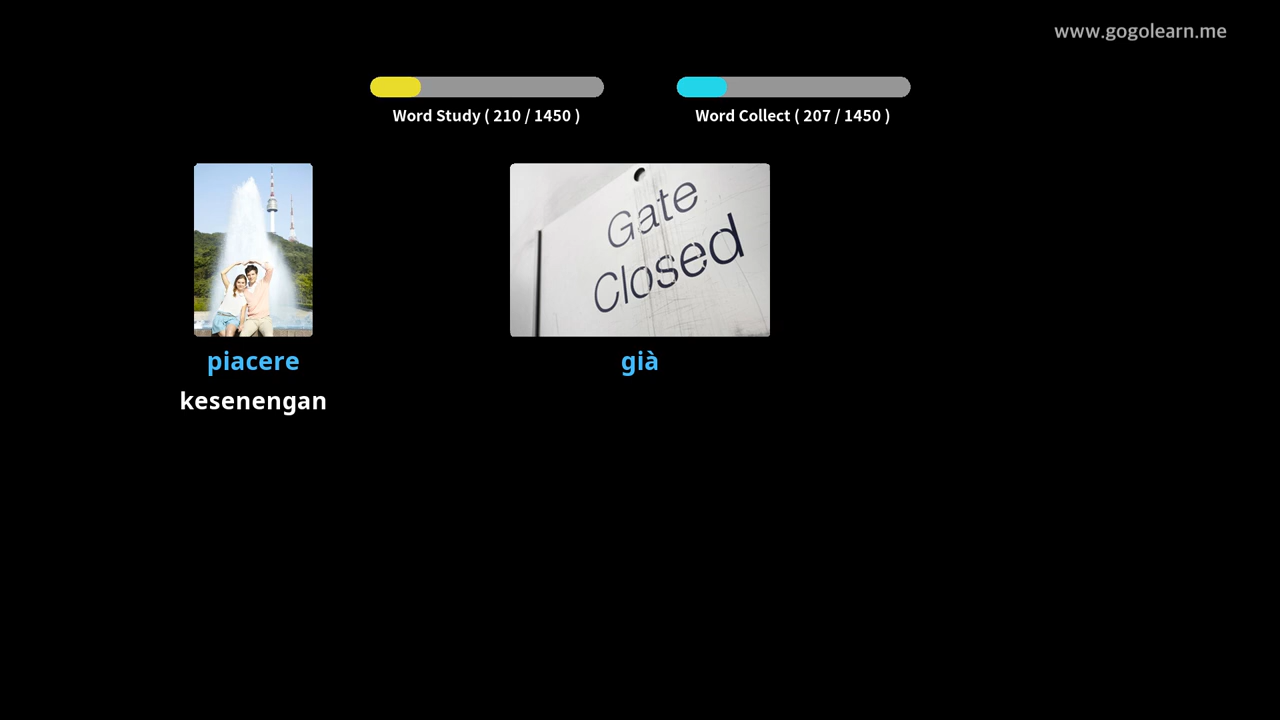 www.gogolearn.me
Word Study ( 210 / 1450 )
Word Collect ( 207 / 1450 )
Gate
Closed
piacere
già
kesenengan